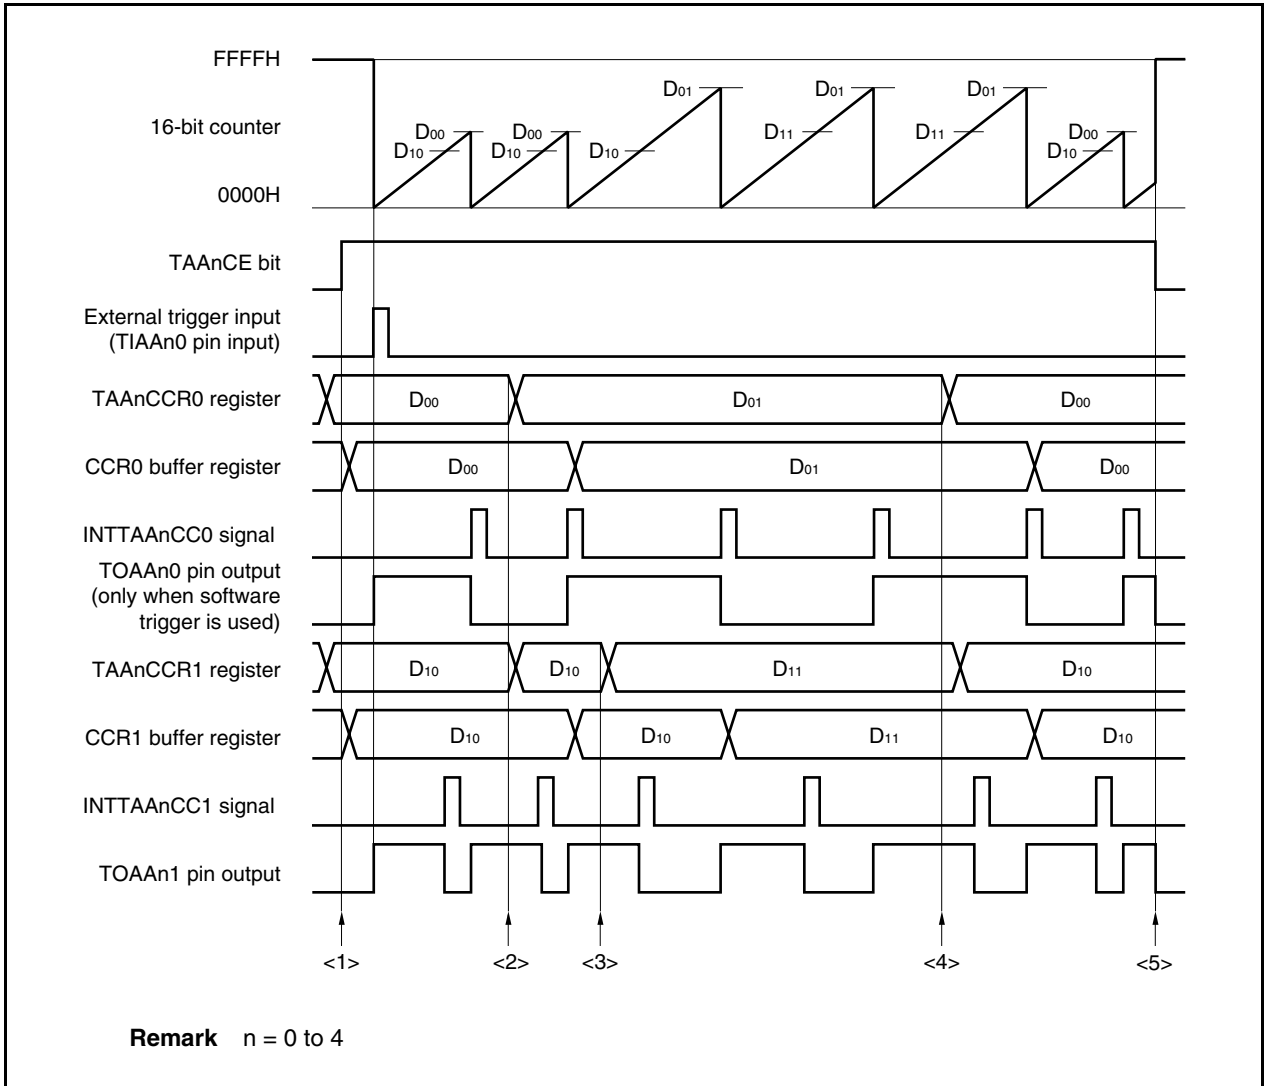 FFFFH
16-bit counter
0000H
D01 D01 D01
D00 D00 D11 D11 D00
D10 D10 D10 D10
TAAnCE bit
External trigger input
(TIAAn0 pin input)
TAAnCCR0 register D00 D01 D00
CCR0 buffer register D00 D01 D00
INTTAAnCC0 signal
TOAAn0 pin output
(only when software
trigger is used)
TAAnCCR1 register D10 D10 D11 D10
CCR1 buffer register D10 D10 D11 D10
INTTAAnCC1 signal
TOAAn1 pin output
<1> <2> <3> <4> <5>
Remark n = 0 to 4